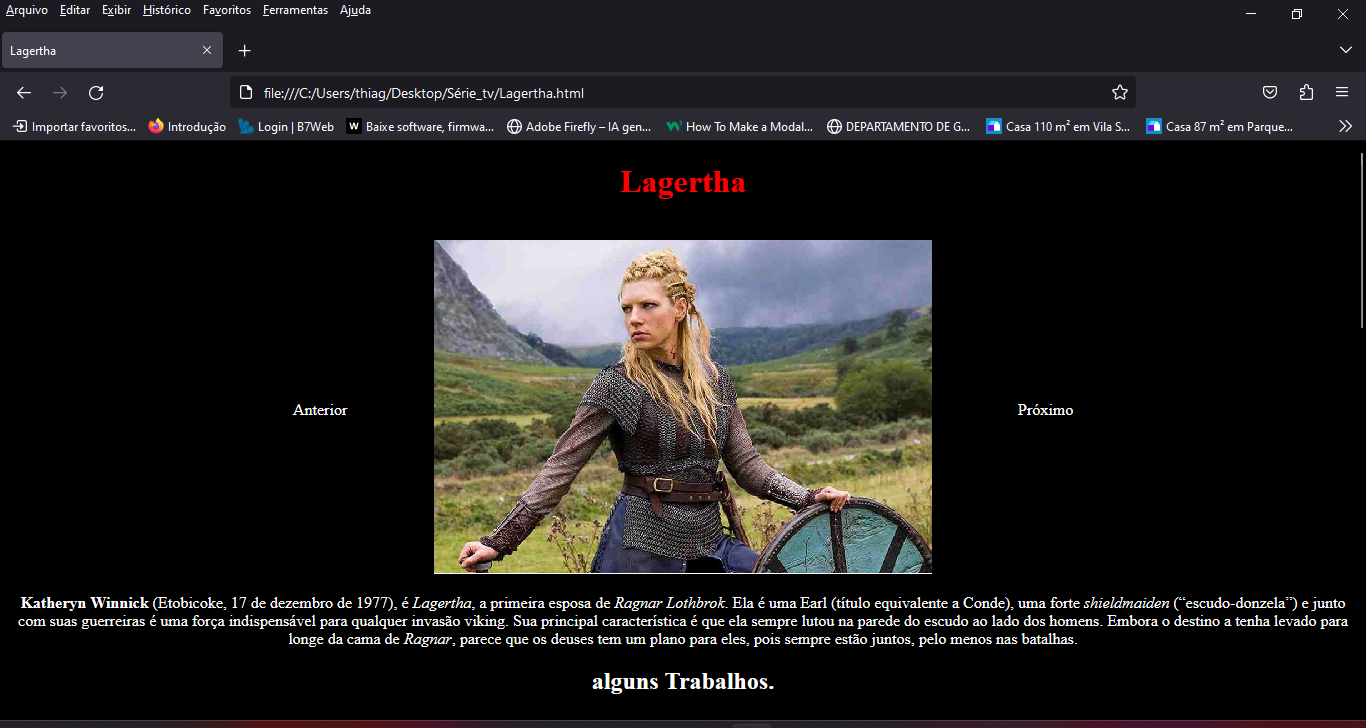 Arquivo Editar Exibir Histórico Favoritos Ferramentas Ajuda
Lagertha
file:///C:/Users/thiag/Desktop/Série_tv/Lagertha.html
Importar favoritos... Introdução Login | B7Web W Baixe software, firmwa... Adobe Firefly – IA gen... How To Make a Modal... DEPARTAMENTO DE G... Casa 110 m² em Vila S... Casa 87 m² em Parque...
Lagertha
Anterior Próximo
Katheryn Winnick (Etobicoke, 17 de dezembro de 1977), é Lagertha, a primeira esposa de Ragnar Lothbrok. Ela é uma Earl (título equivalente a Conde), uma forte shieldmaiden (“escudo-donzela”) e junto
com suas guerreiras é uma força indispensável para qualquer invasão viking. Sua principal característica é que ela sempre lutou na parede do escudo ao lado dos homens. Embora o destino a tenha levado para
longe da cama de Ragnar, parece que os deuses tem um plano para eles, pois sempre estão juntos, pelo menos nas batalhas.
alguns Trabalhos.